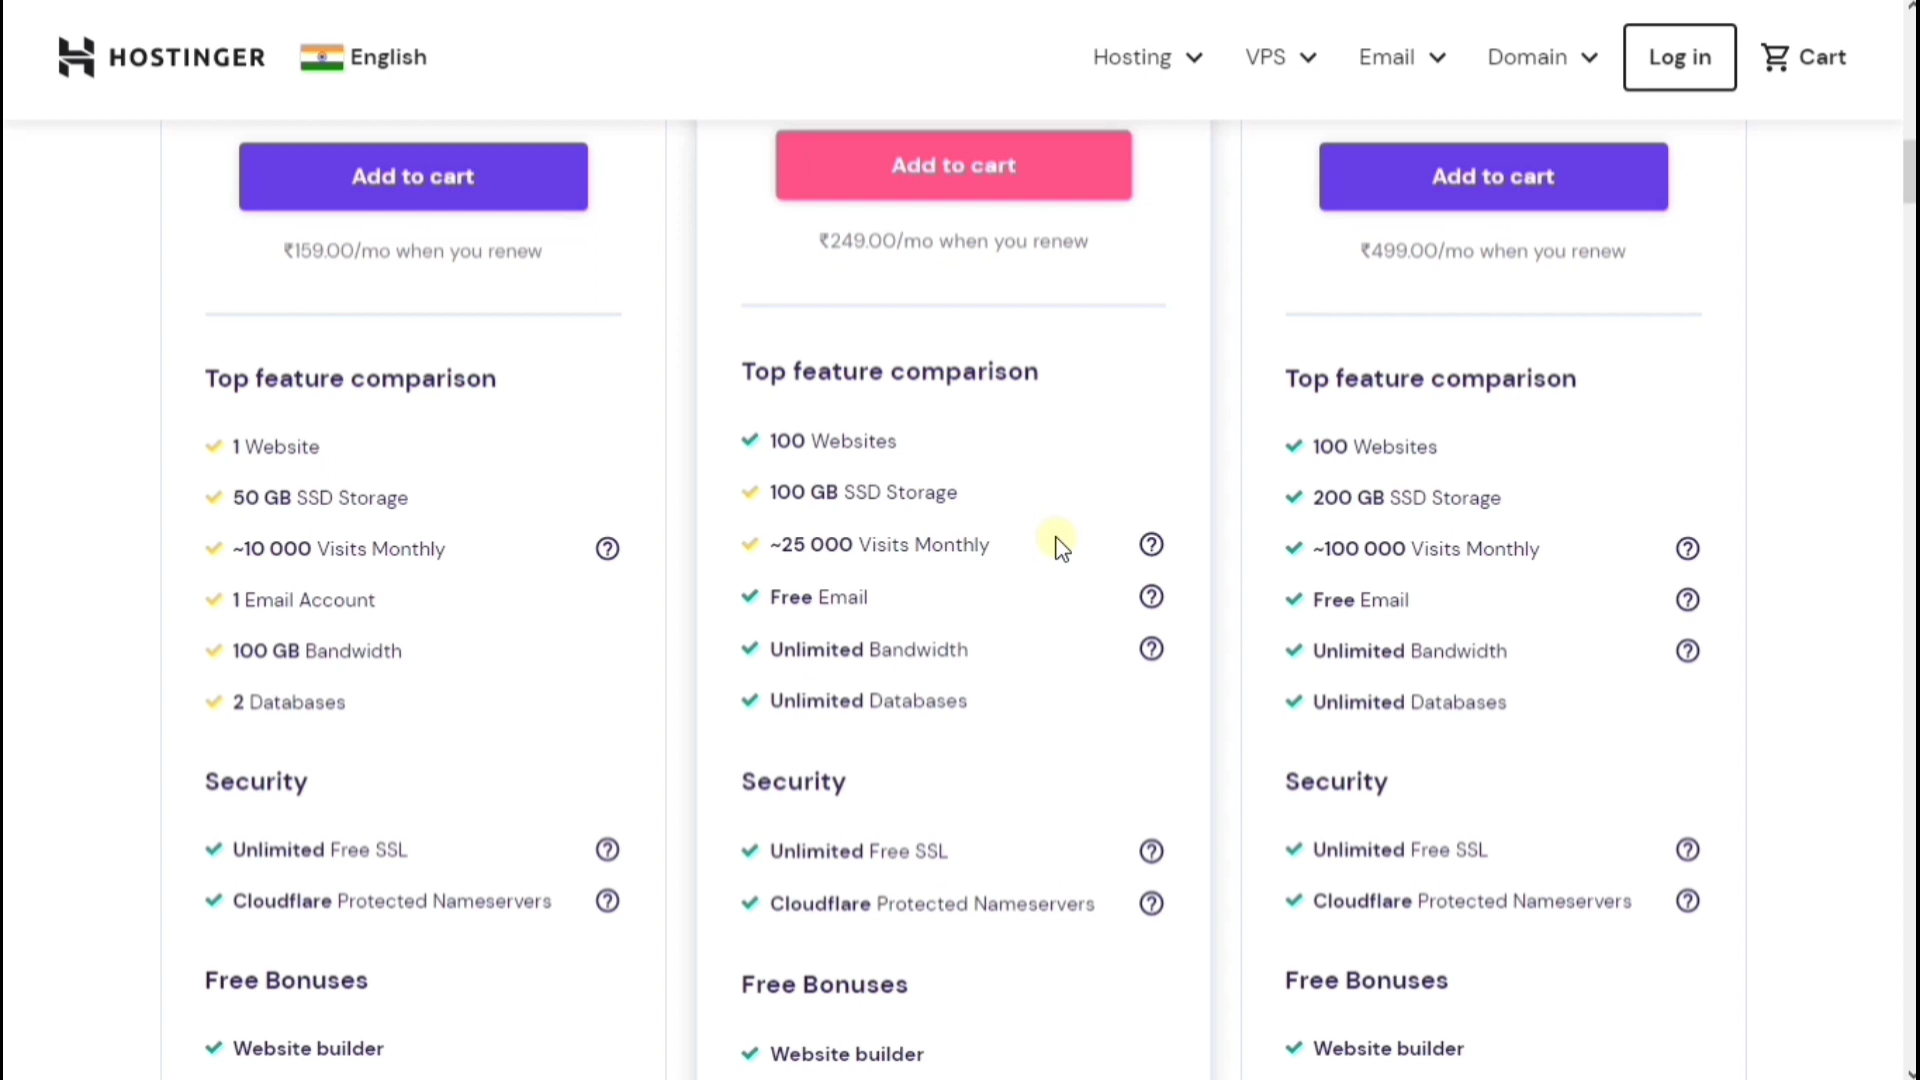 HOSTINGER English Hosting VPS Email Domain Log in Cart
Add to cart
₹159.00/mo when you renew
Top feature comparison
1 Website
50 GB SSD Storage
~10 000 Visits Monthly
1 Email Account
100 GB Bandwidth
2 Databases
Security
Unlimited Free SSL
Cloudflare Protected Nameservers
Free Bonuses
Website builder
Add to cart
₹249.00/mo when you renew
Top feature comparison
100 Websites
100 GB SSD Storage
~25 000 Visits Monthly
Free Email
Unlimited Bandwidth
Unlimited Databases
Security
Unlimited Free SSL
Cloudflare Protected Nameservers
Free Bonuses
Website builder
Add to cart
₹499.00/mo when you renew
Top feature comparison
100 Websites
200 GB SSD Storage
~100 000 Visits Monthly
Free Email
Unlimited Bandwidth
Unlimited Databases
Security
Unlimited Free SSL
Cloudflare Protected Nameservers
Free Bonuses
Website builder